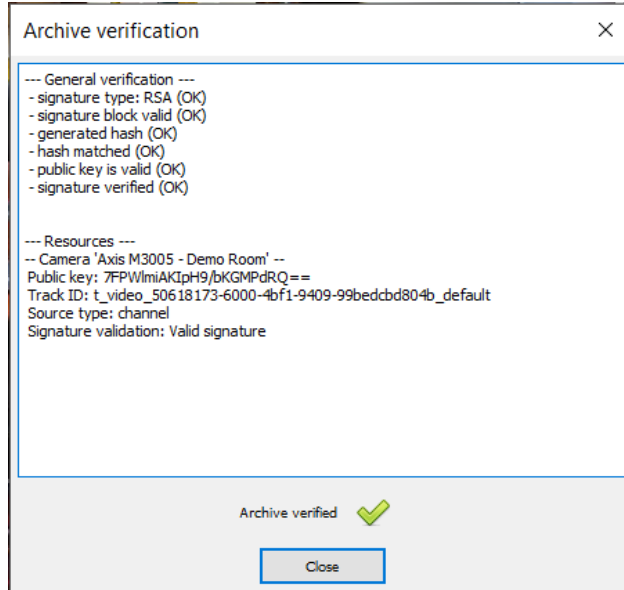 Archive verification
--- General verification ---
- signature type: RSA (OK)
- signature block valid (OK)
- generated hash (OK)
- hash matched (OK)
- public key is valid (OK)
- signature verified (OK)
--- Resources ---
-- Camera 'Axis M3005 - Demo Room' --
Public key: 7FPWlmiAKIpH9/bKGMPdRQ==
Track ID: t_video_50618173-6000-4bf1-9409-99bedcbd804b_default
Source type: channel
Signature validation: Valid signature
Archive verified
Close